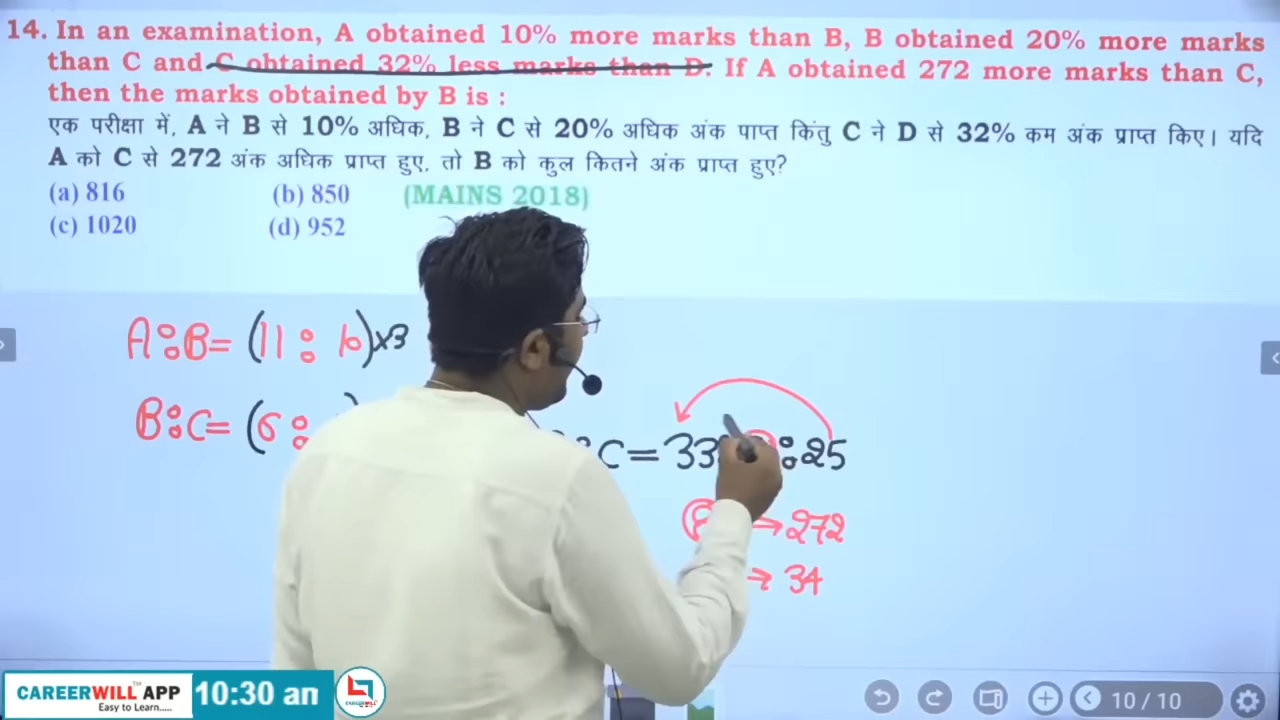 14. In an examination, A obtained 10% more marks than B, B obtained 20% more marks
than C and C obtained 32% less marks than D. If A obtained 272 more marks than C,
then the marks obtained by B is :
एक परीक्षा में, A ने B से 10% अधिक, B ने C से 20% अधिक अंक पाप्त किंतु C ने D से 32% कम अंक प्राप्त किए। यदि
A को C से 272 अंक अधिक प्राप्त हुए, तो B को कुल कितने अंक प्राप्त हुए?
(a) 816 (b) 850 (MAINS 2018)
(c) 1020 (d) 952
A:B= (11 : 10)×3
B:C= (6 :
C = 33 : 25
→ 272
→ 34
CAREERWILL APP
Easy to Learn.....
10:30 an
CAREERWILL
10 / 10